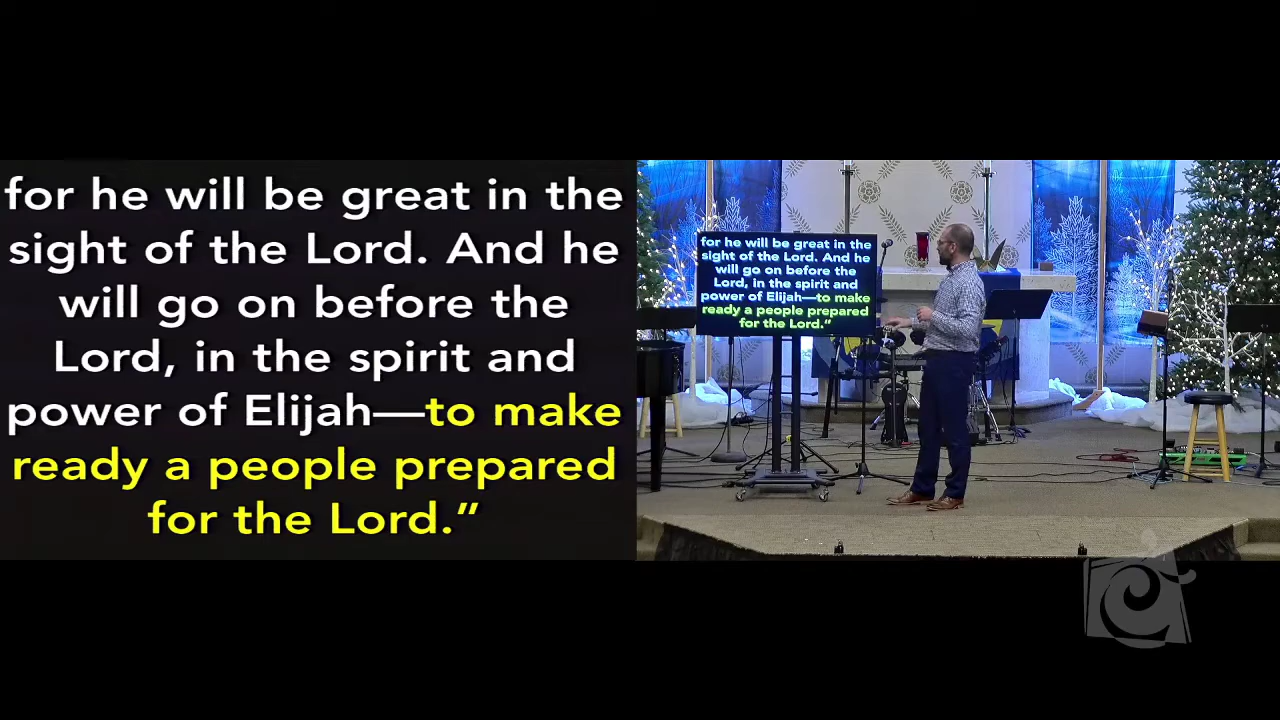 for he will be great in the
sight of the Lord. And he
will go on before the
Lord, in the spirit and
power of Elijah—to make
ready a people prepared
for the Lord.”
for he will be great in the
sight of the Lord. And he
will go on before the
Lord, in the spirit and
power of Elijah—to make
ready a people prepared
for the Lord.”